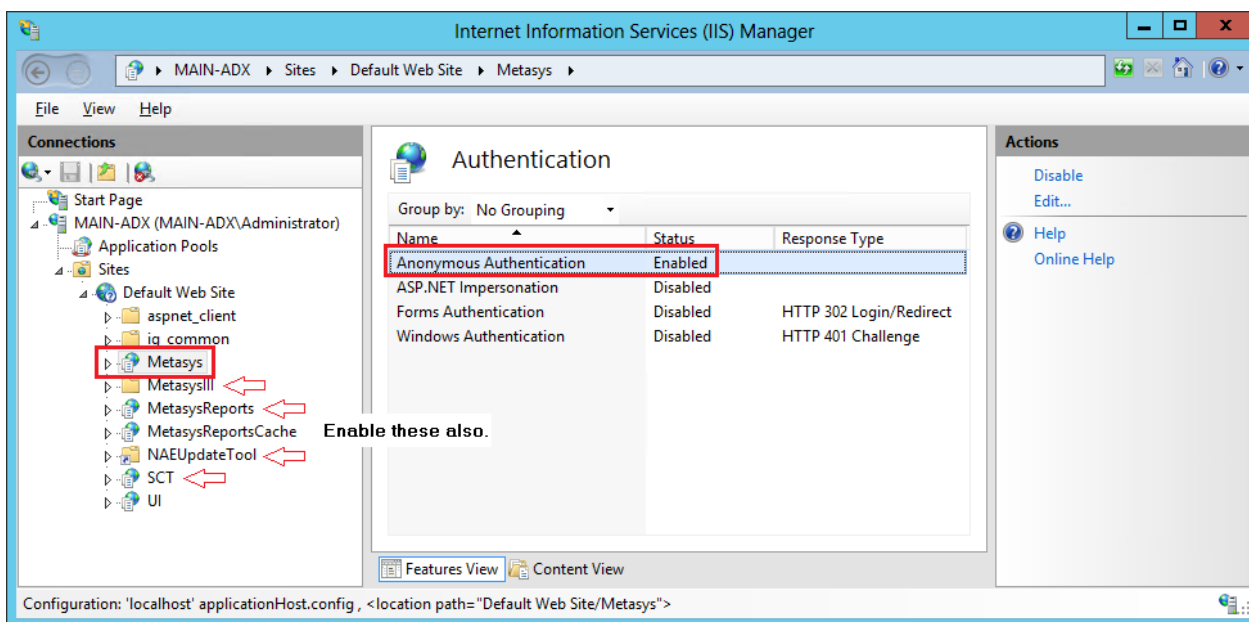 Internet Information Services (IIS) Manager
MAIN-ADX Sites Default Web Site Metasys
File View Help
Connections
Start Page
MAIN-ADX (MAIN-ADX\Administrator)
Application Pools
Sites
Default Web Site
aspnet_client
iq_common
Metasys
MetasysIII
MetasysReports
MetasysReportsCache
NAEUpdateTool
SCT
UI
Enable these also.
Authentication
Group by: No Grouping
Name Status Response Type
Anonymous Authentication Enabled
ASP.NET Impersonation Disabled
Forms Authentication Disabled HTTP 302 Login/Redirect
Windows Authentication Disabled HTTP 401 Challenge
Features View Content View
Actions
Disable
Edit...
Help
Online Help
Configuration: 'localhost' applicationHost.config , <location path="Default Web Site/Metasys">